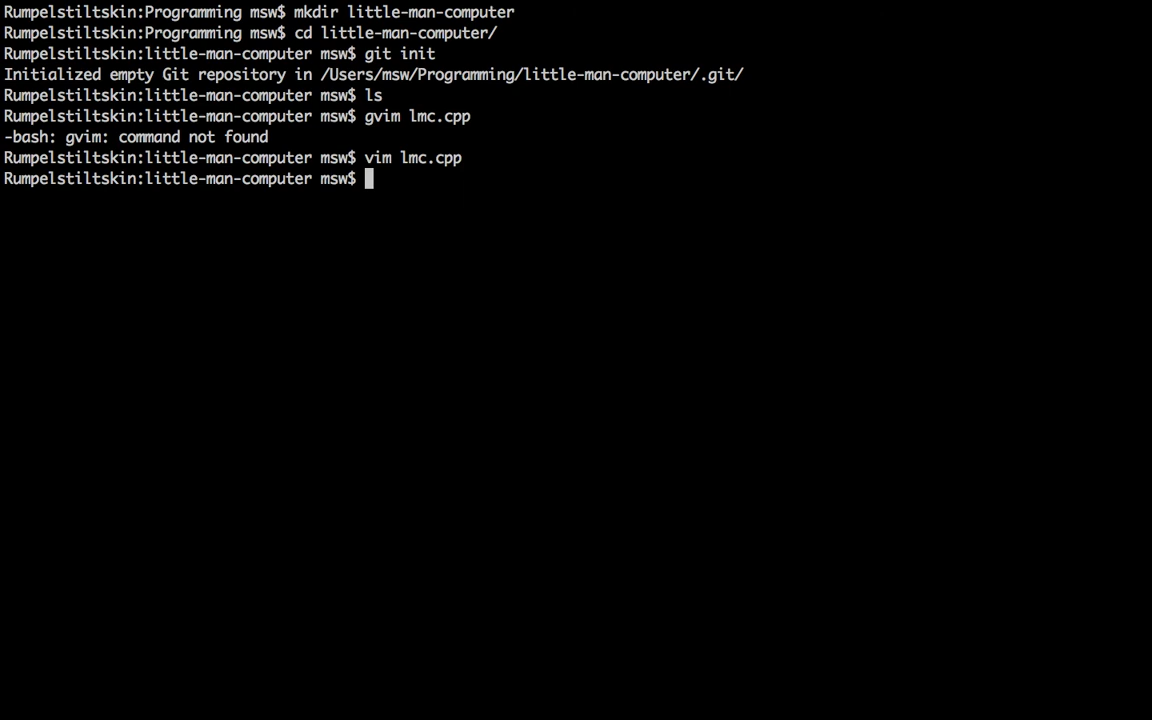 Rumpelstiltskin:Programming msw$ mkdir little-man-computer
Rumpelstiltskin:Programming msw$ cd little-man-computer/
Rumpelstiltskin:little-man-computer msw$ git init
Initialized empty Git repository in /Users/msw/Programming/little-man-computer/.git/
Rumpelstiltskin:little-man-computer msw$ ls
Rumpelstiltskin:little-man-computer msw$ gvim lmc.cpp
-bash: gvim: command not found
Rumpelstiltskin:little-man-computer msw$ vim lmc.cpp
Rumpelstiltskin:little-man-computer msw$